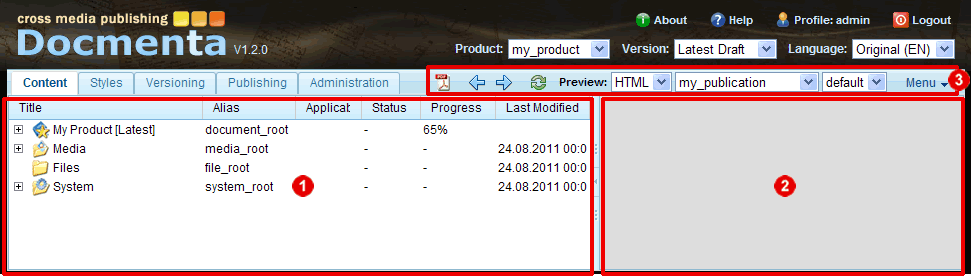 cross media publishing
About Help Profile: admin Logout
Docmenta V1.2.0
Product: my_product Version: Latest Draft Language: Original (EN)
Content Styles Versioning Publishing Administration PDF Preview: HTML my_publication default Menu 3
Title Alias Applicat Status Progress Last Modified
My Product [Latest] document_root - 65%
Media media_root - - 24.08.2011 00:0
Files file_root - - 24.08.2011 00:0
System system_root - - 24.08.2011 00:0
1
2